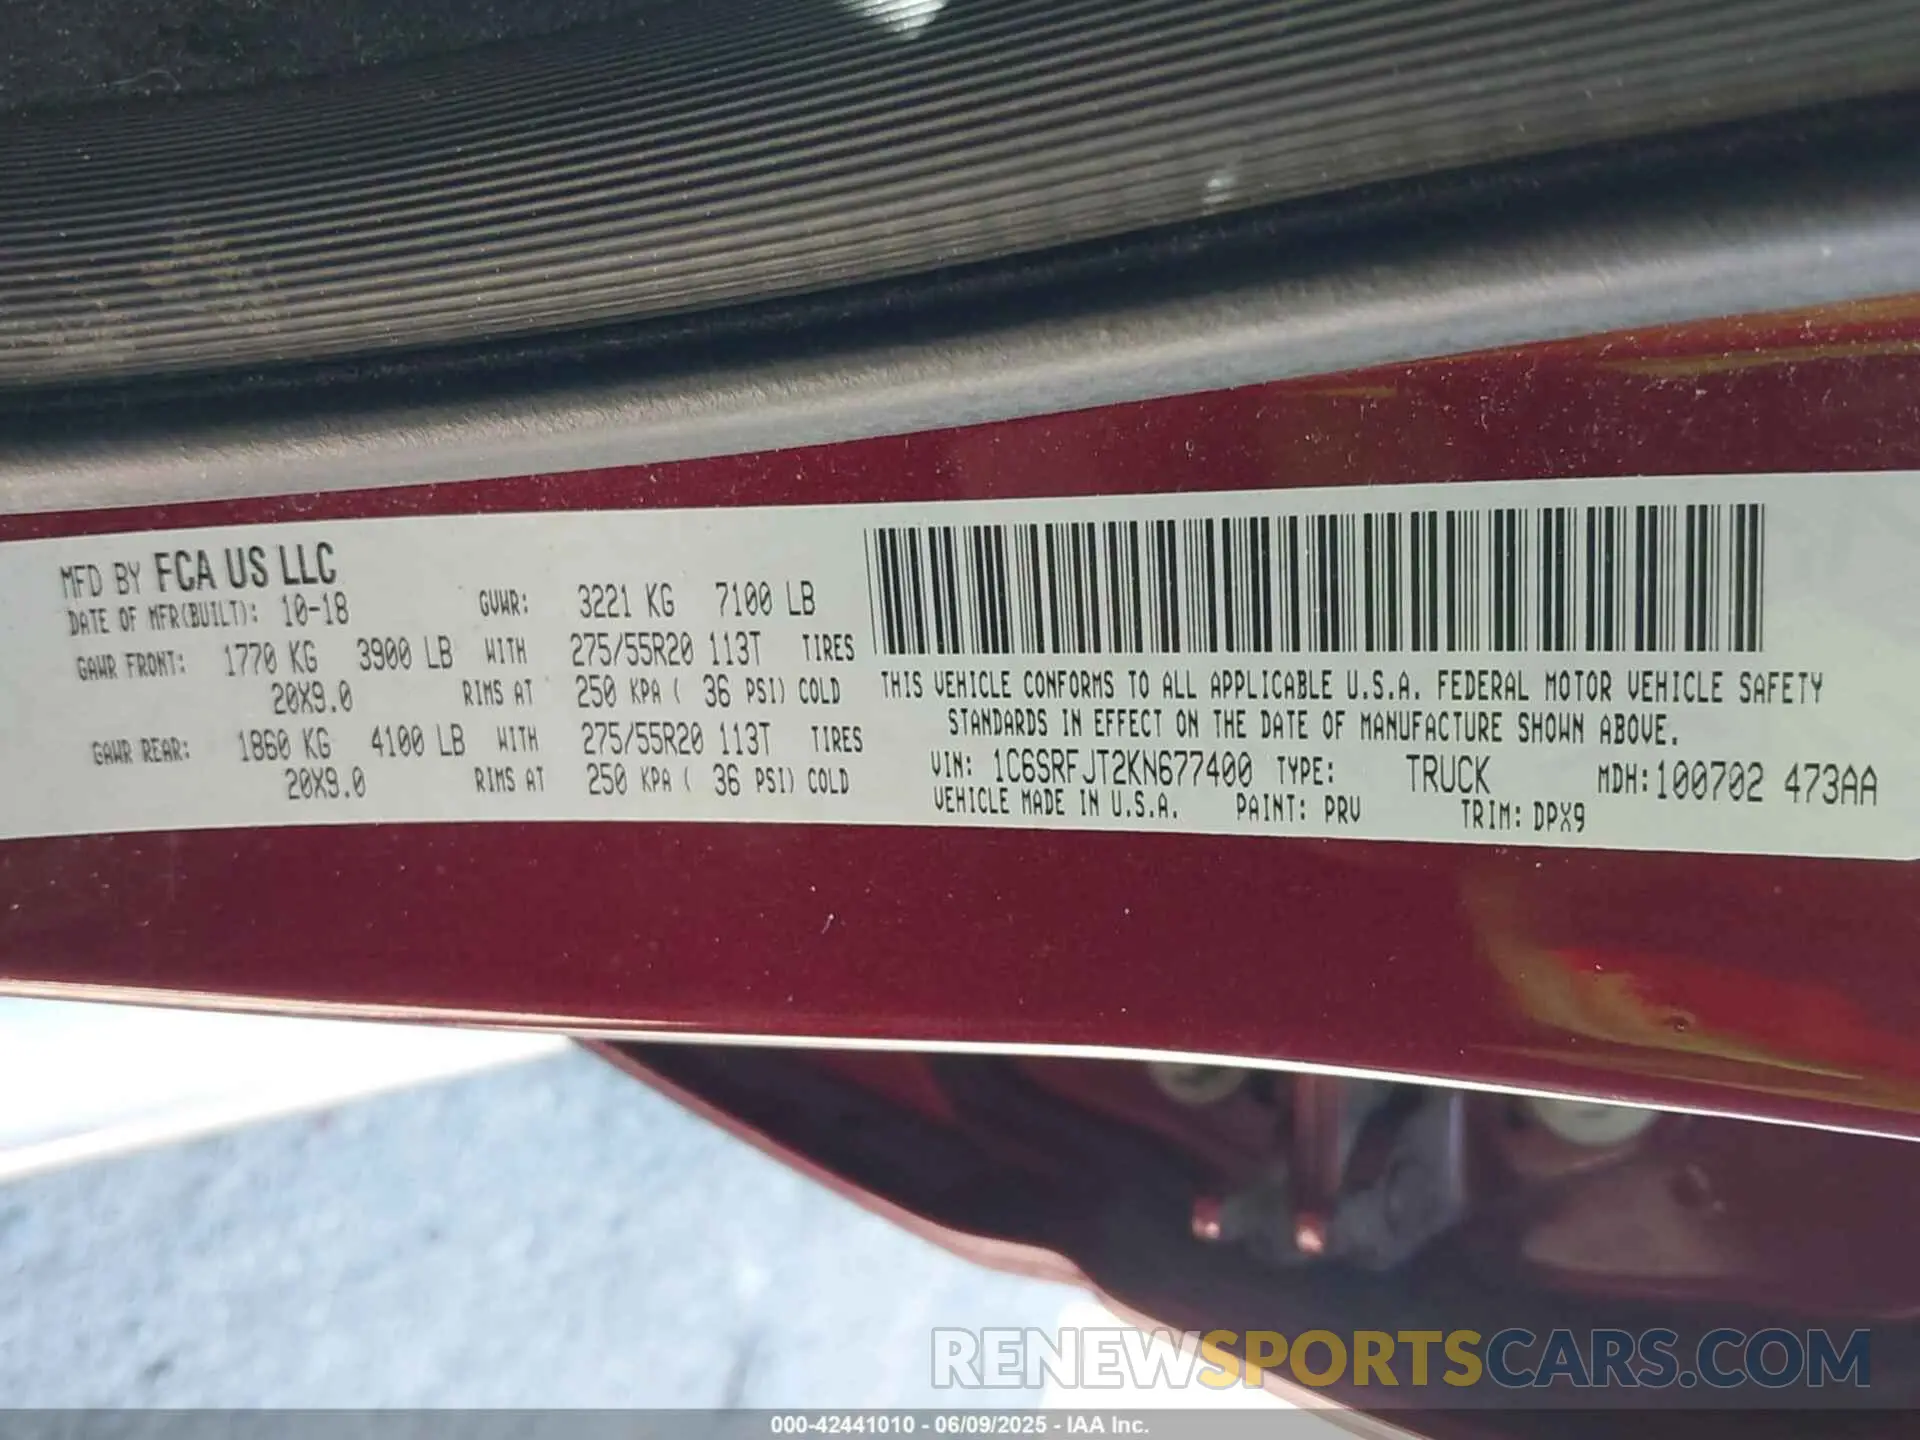 MFD BY FCA US LLC
DATE OF MFR(BUILT): 10-18 GVWR: 3221 KG 7100 LB
GAWR FRONT: 1770 KG 3900 LB WITH 275/55R20 113T TIRES
20X9.0 RIMS AT 250 KPA ( 36 PSI) COLD
GAWR REAR: 1860 KG 4100 LB WITH 275/55R20 113T TIRES
20X9.0 RIMS AT 250 KPA ( 36 PSI) COLD
THIS VEHICLE CONFORMS TO ALL APPLICABLE U.S.A. FEDERAL MOTOR VEHICLE SAFETY
STANDARDS IN EFFECT ON THE DATE OF MANUFACTURE SHOWN ABOVE.
VIN: 1C6SRFJT2KN677400 TYPE: TRUCK MDH:100702 473AA
VEHICLE MADE IN U.S.A. PAINT: PRV TRIM: DPX9
RENEWSPORTSCARS.COM
000-42441010 - 06/09/2025 - IAA Inc.